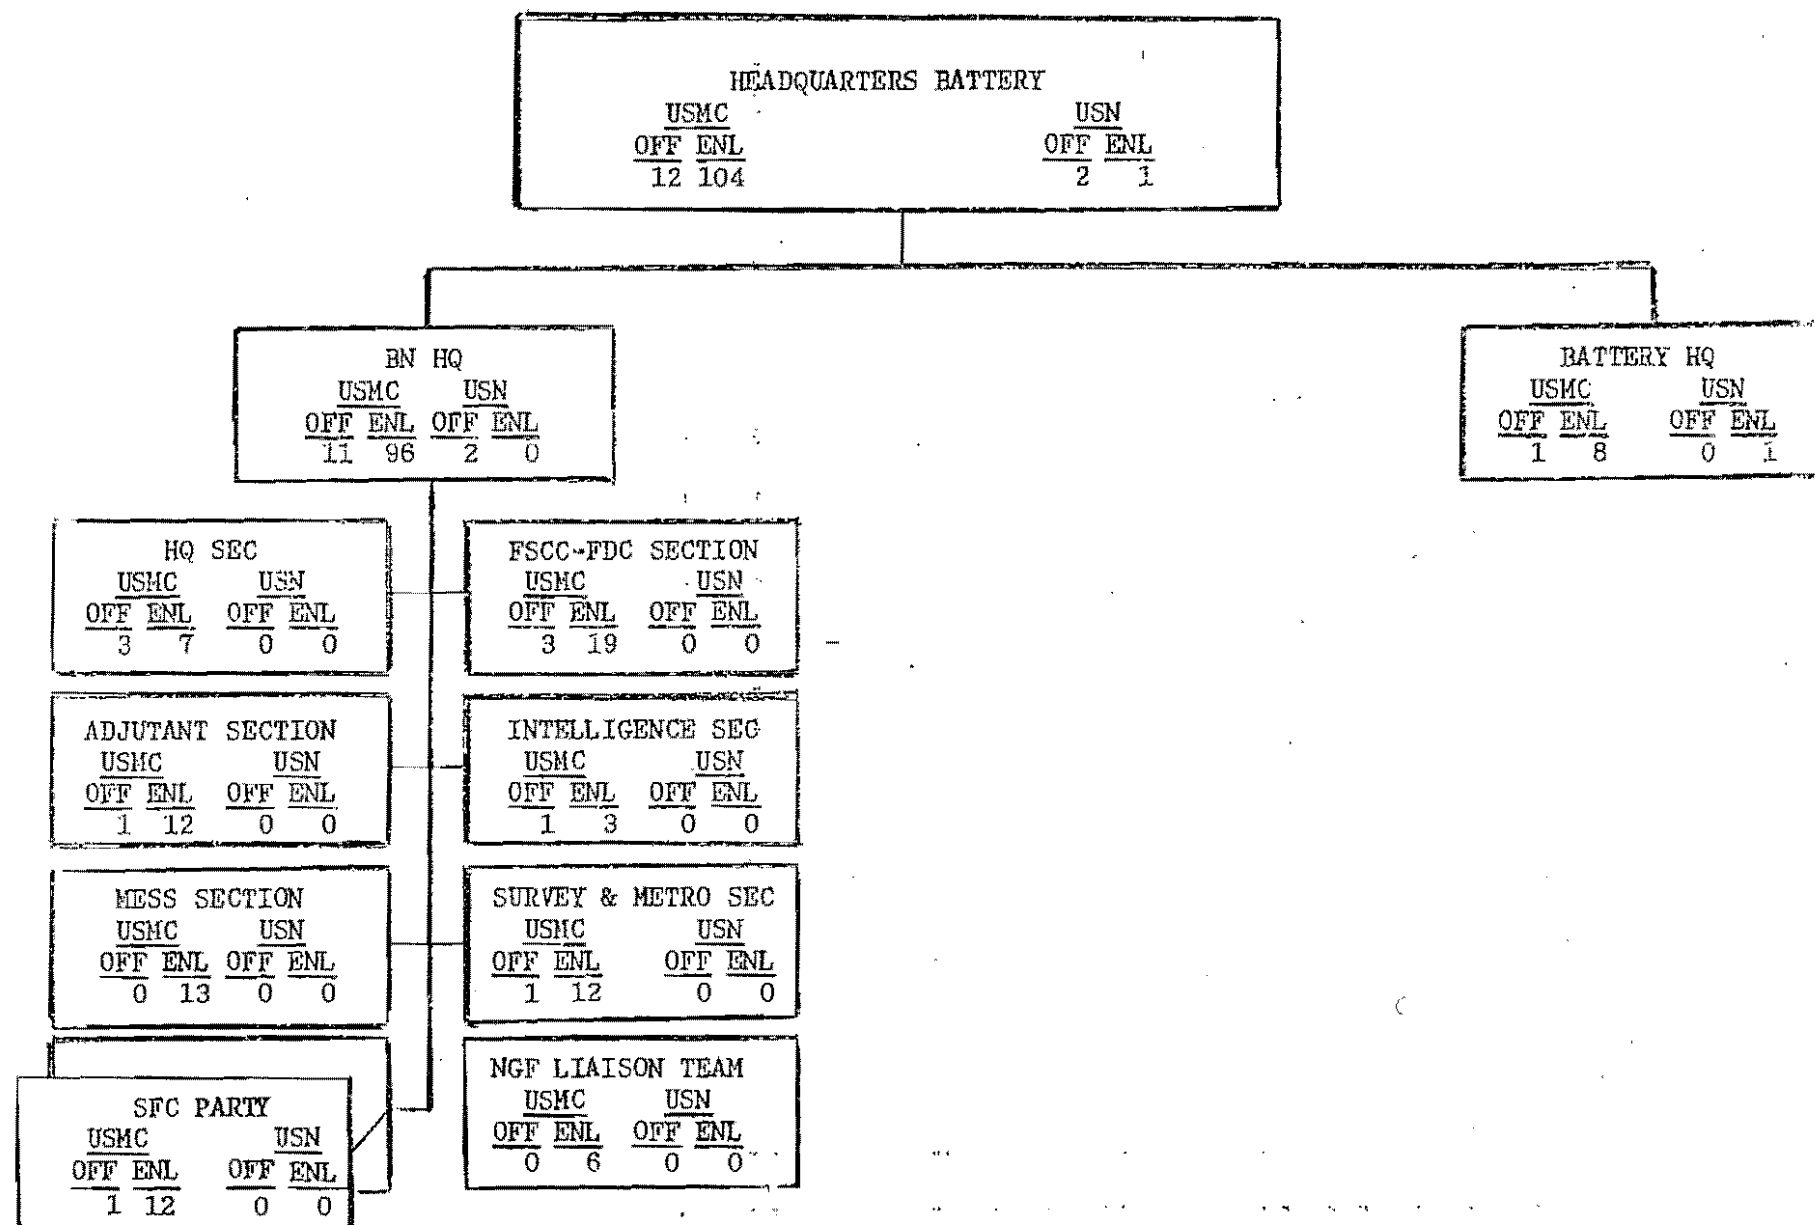 HEADQUARTERS BATTERY
USMC USN
OFF ENL OFF ENL
12 104 2 1
BN HQ
USMC USN
OFF ENL OFF ENL
11 96 2 0
BATTERY HQ
USMC USN
OFF ENL OFF ENL
1 8 0 1
HQ SEC
USMC USN
OFF ENL OFF ENL
3 7 0 0
FSCC-FDC SECTION
USMC USN
OFF ENL OFF ENL
3 19 0 0
ADJUTANT SECTION
USMC USN
OFF ENL OFF ENL
1 12 0 0
INTELLIGENCE SEC
USMC USN
OFF ENL OFF ENL
1 3 0 0
MESS SECTION
USMC USN
OFF ENL OFF ENL
0 13 0 0
SURVEY & METRO SEC
USMC USN
OFF ENL OFF ENL
1 12 0 0
SFC PARTY
USMC USN
OFF ENL OFF ENL
1 12 0 0
NGF LIAISON TEAM
USMC USN
OFF ENL OFF ENL
0 6 0 0